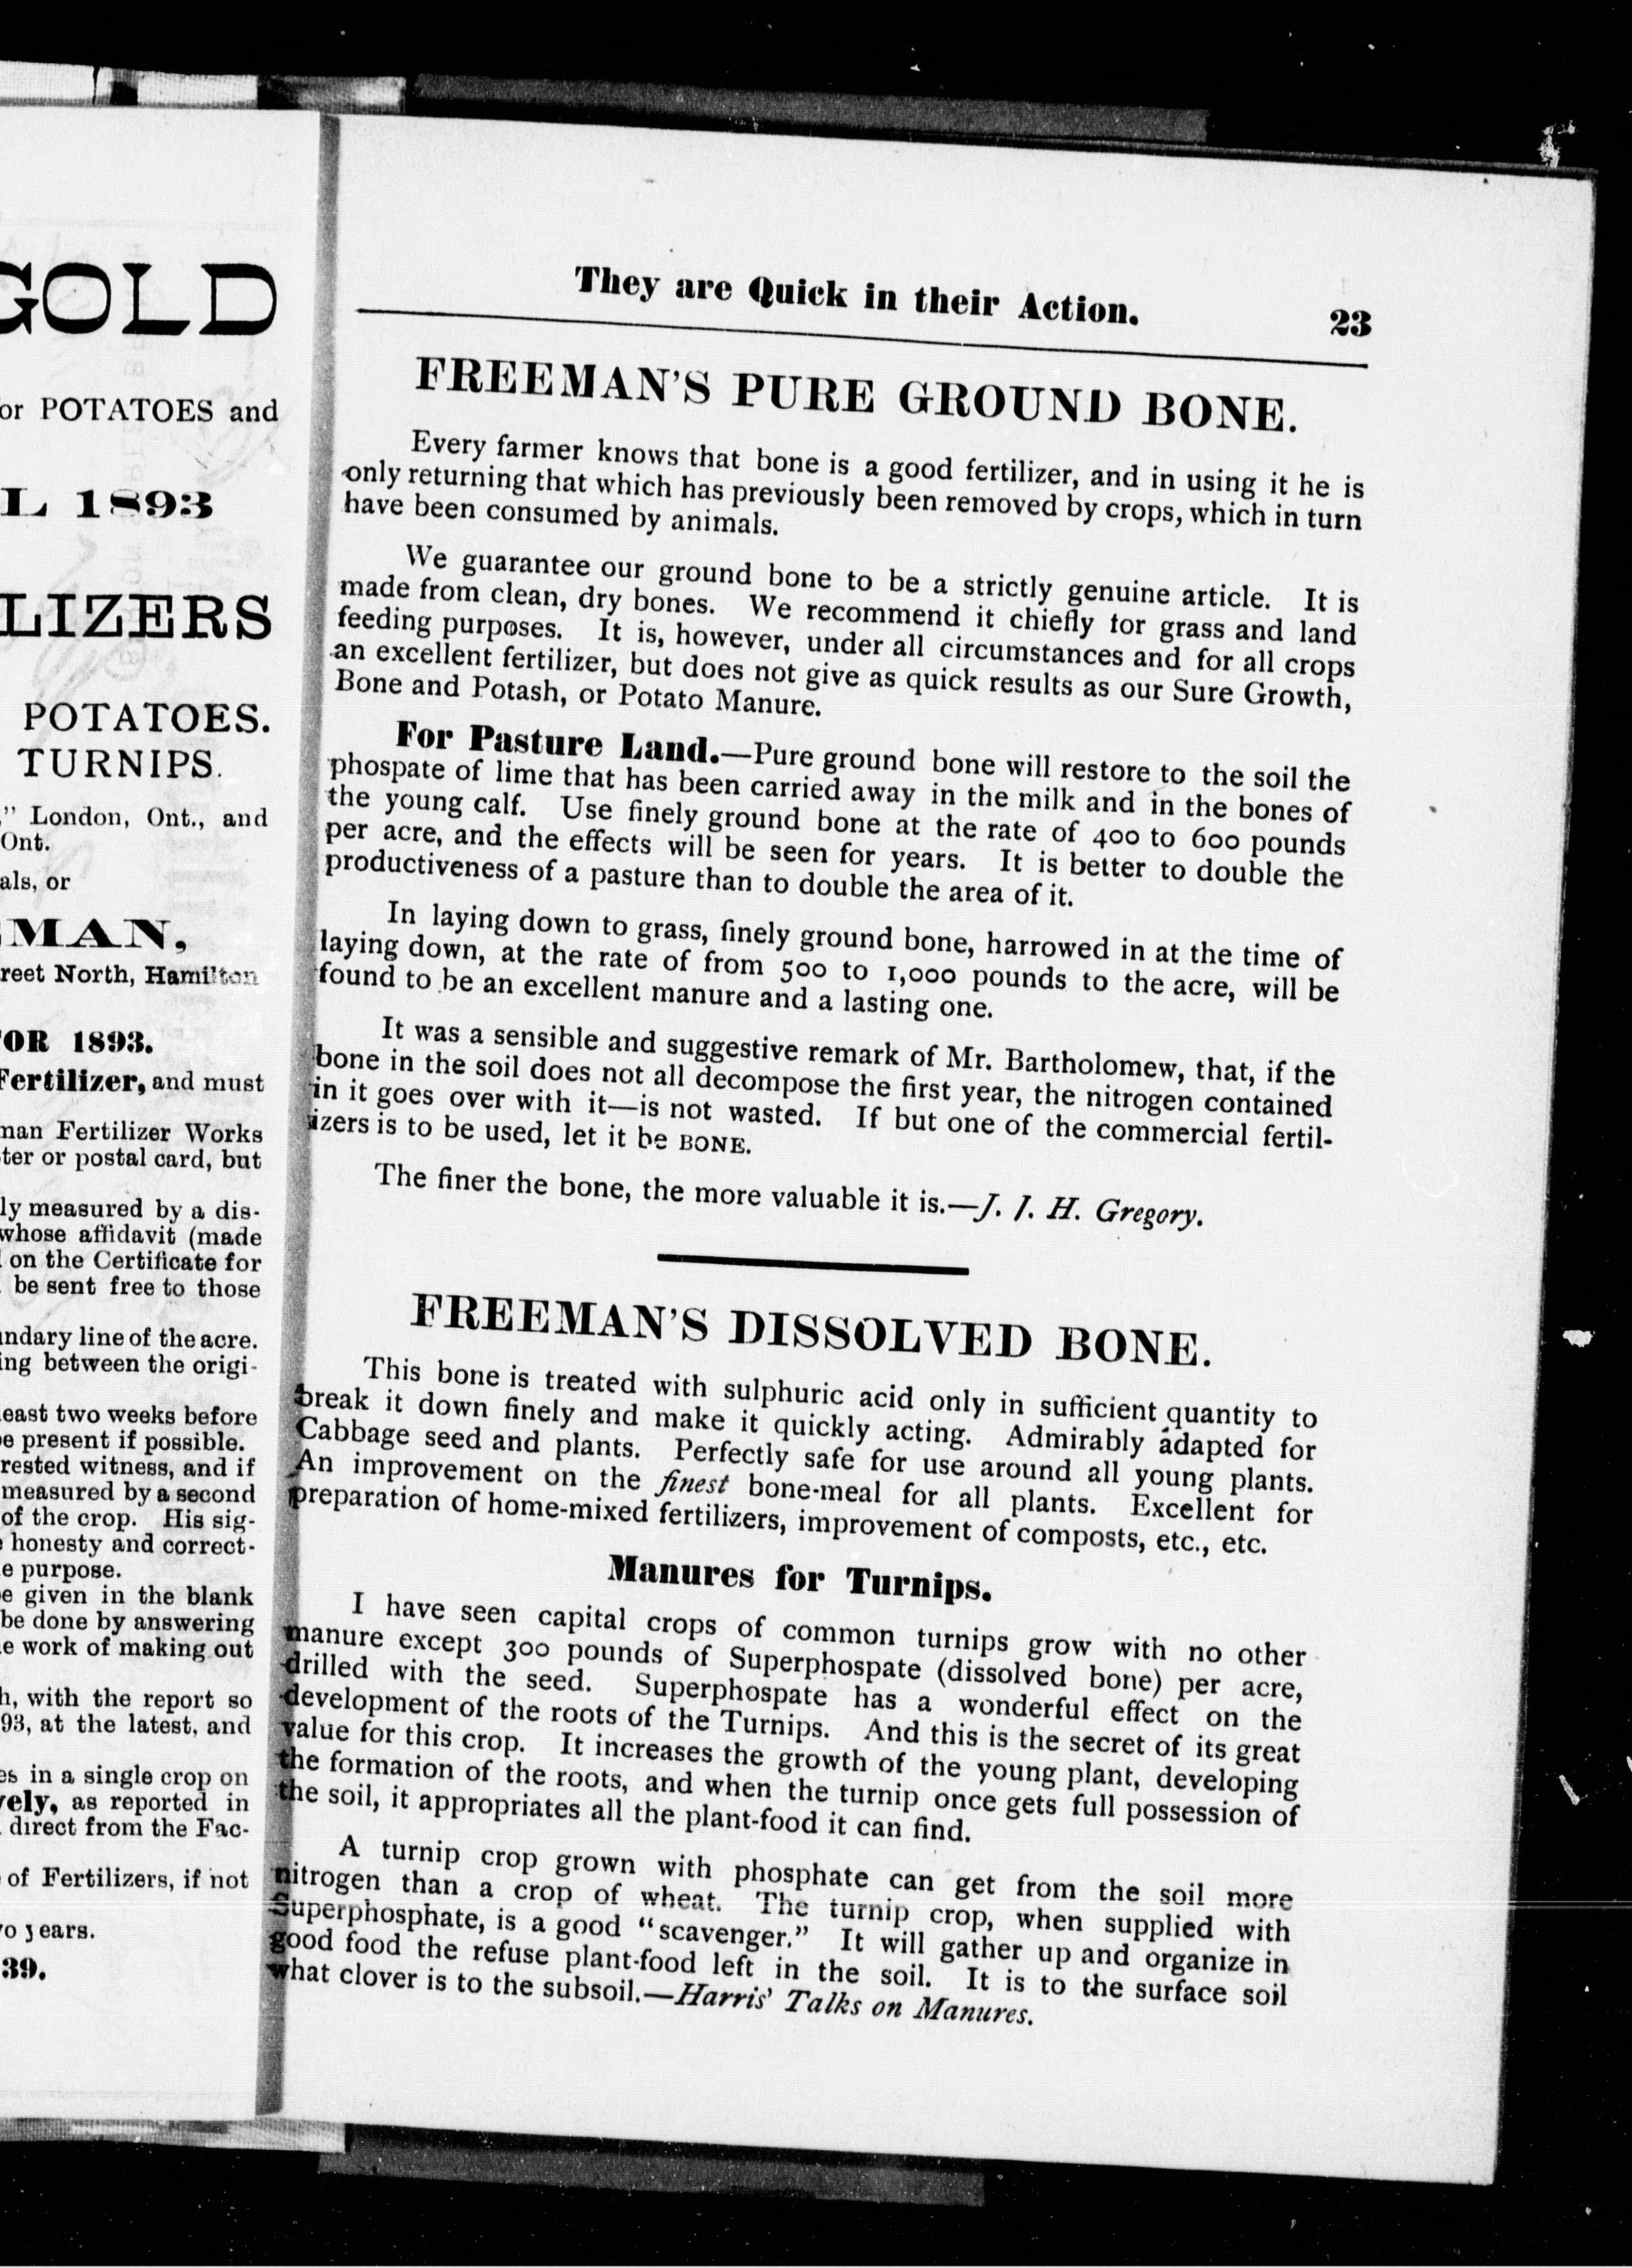 GOLD
or POTATOES and
L 1893
LIZERS
POTATOES.
TURNIPS.
" London, Ont., and
Ont.
als, or
MAN,
reet North, Hamilton
OR 1893.
Fertilizer, and must
man Fertilizer Works
ter or postal card, but
ly measured by a dis-
whose affidavit (made
on the Certificate for
be sent free to those
undary line of the acre.
ing between the origi-
least two weeks before
e present if possible.
rested witness, and if
measured by a second
of the crop. His sig-
honesty and correct-
e purpose.
e given in the blank
be done by answering
e work of making out
h, with the report so
93, at the latest, and
es in a single crop on
vely, as reported in
direct from the Fac-
of Fertilizers, if not
o years.
39.
They are Quick in their Action. 23
FREEMAN'S PURE GROUND BONE.
Every farmer knows that bone is a good fertilizer, and in using it he is
only returning that which has previously been removed by crops, which in turn
have been consumed by animals.
We guarantee our ground bone to be a strictly genuine article. It is
made from clean, dry bones. We recommend it chiefly for grass and land
feeding purposes. It is, however, under all circumstances and for all crops
an excellent fertilizer, but does not give as quick results as our Sure Growth,
Bone and Potash, or Potato Manure.
For Pasture Land.—Pure ground bone will restore to the soil the
phospate of lime that has been carried away in the milk and in the bones of
the young calf. Use finely ground bone at the rate of 400 to 600 pounds
per acre, and the effects will be seen for years. It is better to double the
productiveness of a pasture than to double the area of it.
In laying down to grass, finely ground bone, harrowed in at the time of
laying down, at the rate of from 500 to 1,000 pounds to the acre, will be
found to be an excellent manure and a lasting one.
It was a sensible and suggestive remark of Mr. Bartholomew, that, if the
bone in the soil does not all decompose the first year, the nitrogen contained
in it goes over with it—is not wasted. If but one of the commercial fertil-
izers is to be used, let it be BONE.
The finer the bone, the more valuable it is.—J. J. H. Gregory.
FREEMAN'S DISSOLVED BONE.
This bone is treated with sulphuric acid only in sufficient quantity to
break it down finely and make it quickly acting. Admirably adapted for
Cabbage seed and plants. Perfectly safe for use around all young plants.
An improvement on the finest bone-meal for all plants. Excellent for
preparation of home-mixed fertilizers, improvement of composts, etc., etc.
Manures for Turnips.
I have seen capital crops of common turnips grow with no other
manure except 300 pounds of Superphospate (dissolved bone) per acre,
drilled with the seed. Superphospate has a wonderful effect on the
development of the roots of the Turnips. And this is the secret of its great
value for this crop. It increases the growth of the young plant, developing
the formation of the roots, and when the turnip once gets full possession of
the soil, it appropriates all the plant-food it can find.
A turnip crop grown with phosphate can get from the soil more
nitrogen than a crop of wheat. The turnip crop, when supplied with
Superphosphate, is a good "scavenger." It will gather up and organize in
good food the refuse plant-food left in the soil. It is to the surface soil
what clover is to the subsoil.—Harris' Talks on Manures.